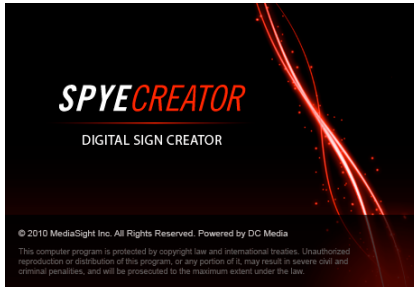 SPYECREATOR
DIGITAL SIGN CREATOR
© 2010 MediaSight Inc. All Rights Reserved. Powered by DC Media
This computer program is protected by copyright law and international treaties. Unauthorized
reproduction or distribution of this program, or any portion of it, may result in severe civil and
criminal penalities, and will be prosecuted to the maximum extent under the law.